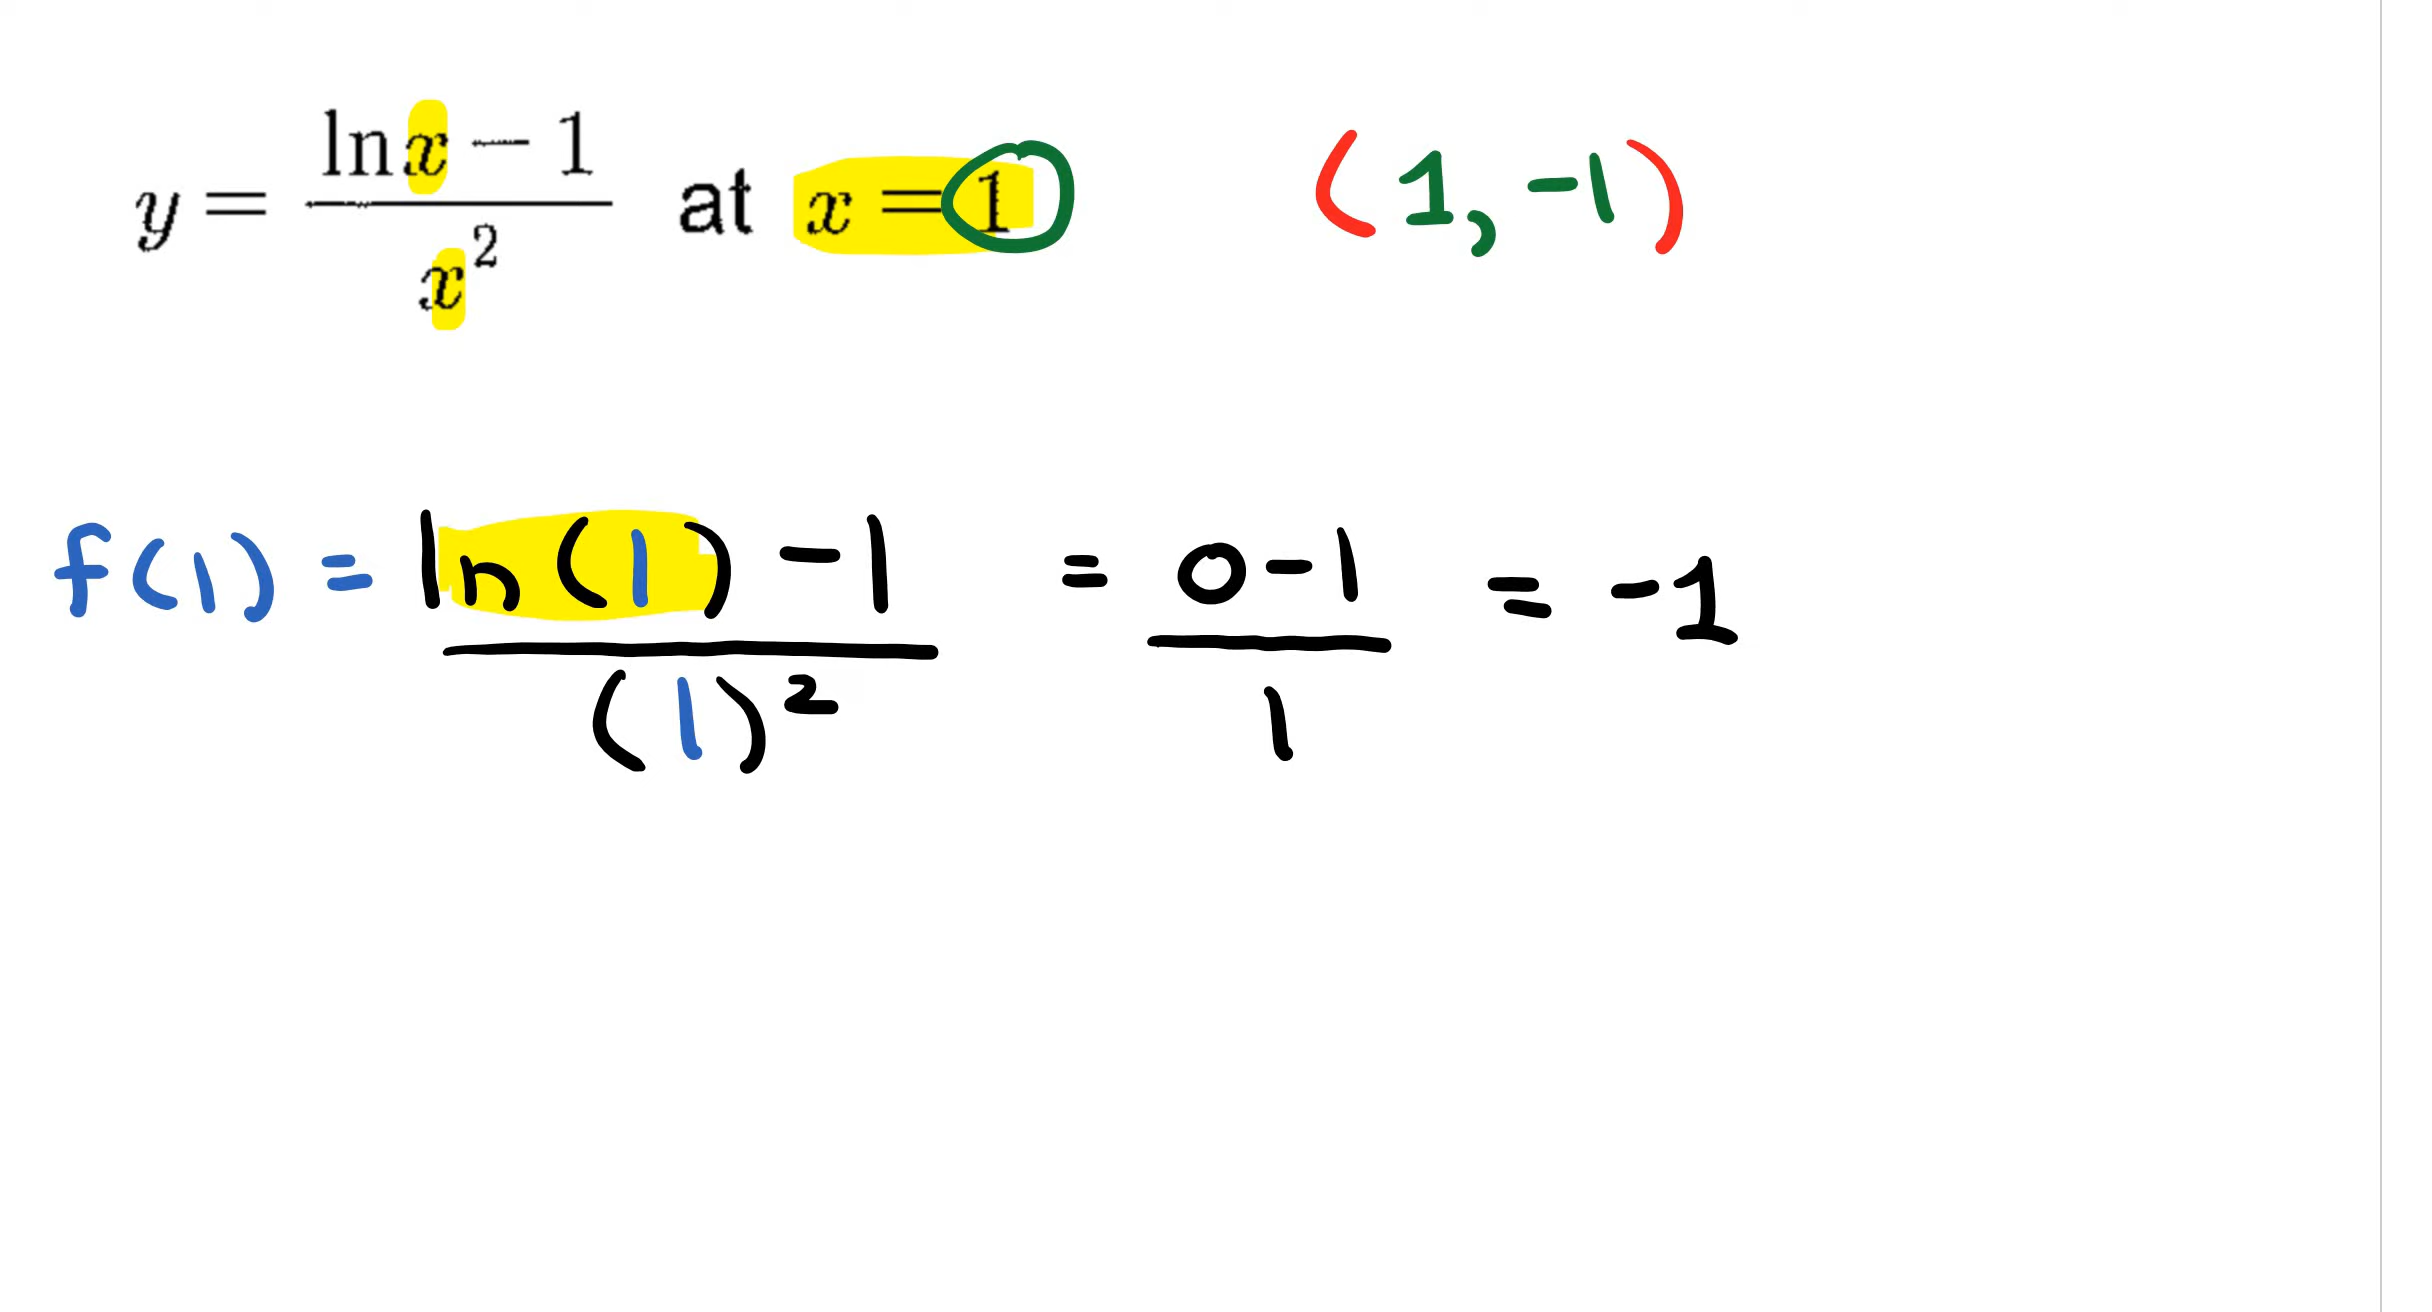 y = (ln x − 1) / x² at x = 1 (1, −1)
f(1) = (ln(1) − 1) / (1)² = (0 − 1) / 1 = −1